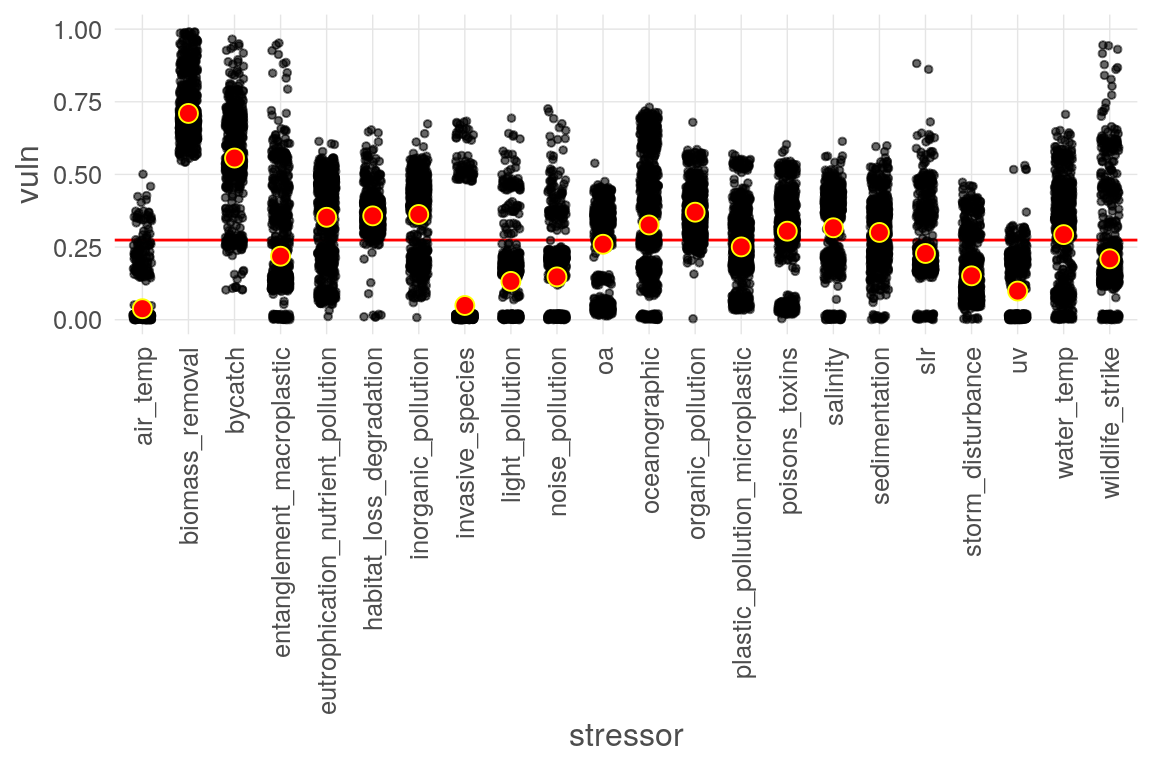 1.00
0.75
0.50
0.25
0.00
vuln
air_temp
biomass_removal
bycatch
entanglement_macroplastic
eutrophication_nutrient_pollution
habitat_loss_degradation
inorganic_pollution
invasive_species
light_pollution
noise_pollution
oa
oceanographic
organic_pollution
plastic_pollution_microplastic
poisons_toxins
salinity
sedimentation
slr
storm_disturbance
uv
water_temp
wildlife_strike
stressor